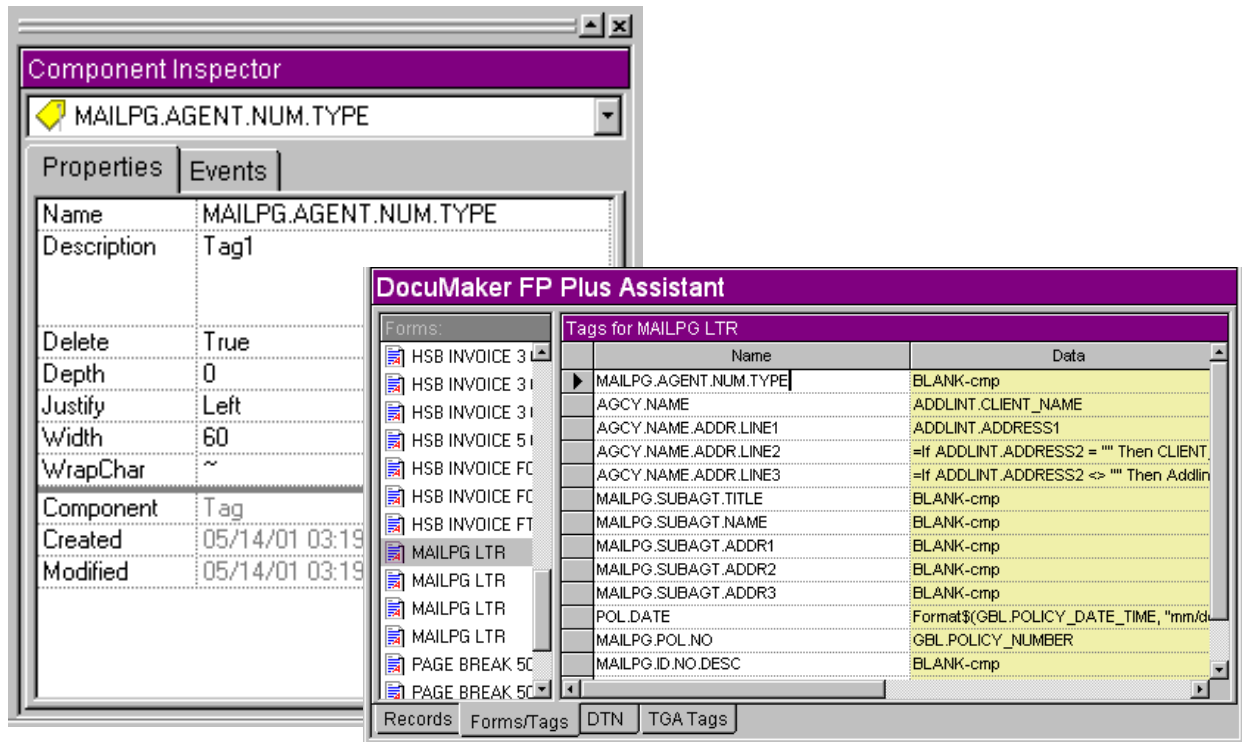 Component Inspector
MAILPG.AGENT.NUM.TYPE
Properties
Events
Name MAILPG.AGENT.NUM.TYPE
Description Tag1
Delete True
Depth 0
Justify Left
Width 60
WrapChar ~
Component Tag
Created 05/14/01 03:19
Modified 05/14/01 03:19
DocuMaker FP Plus Assistant
Forms:
HSB INVOICE 3
HSB INVOICE 3
HSB INVOICE 3
HSB INVOICE 5
HSB INVOICE FC
HSB INVOICE FC
HSB INVOICE FT
MAILPG LTR
MAILPG LTR
MAILPG LTR
MAILPG LTR
PAGE BREAK 50
PAGE BREAK 50
Tags for MAILPG LTR
Name Data
MAILPG.AGENT.NUM.TYPE BLANK-cmp
AGCY.NAME ADDLINT.CLIENT_NAME
AGCY.NAME.ADDR.LINE1 ADDLINT.ADDRESS1
AGCY.NAME.ADDR.LINE2 =If ADDLINT.ADDRESS2 = "" Then CLIENT_
AGCY.NAME.ADDR.LINE3 =If ADDLINT.ADDRESS2 <> "" Then Addlin
MAILPG.SUBAGT.TITLE BLANK-cmp
MAILPG.SUBAGT.NAME BLANK-cmp
MAILPG.SUBAGT.ADDR1 BLANK-cmp
MAILPG.SUBAGT.ADDR2 BLANK-cmp
MAILPG.SUBAGT.ADDR3 BLANK-cmp
POL.DATE Format$(GBL.POLICY_DATE_TIME, "mm/d
MAILPG.POL.NO GBL.POLICY_NUMBER
MAILPG.ID.NO.DESC BLANK-cmp
Records Forms/Tags DTN TGA Tags